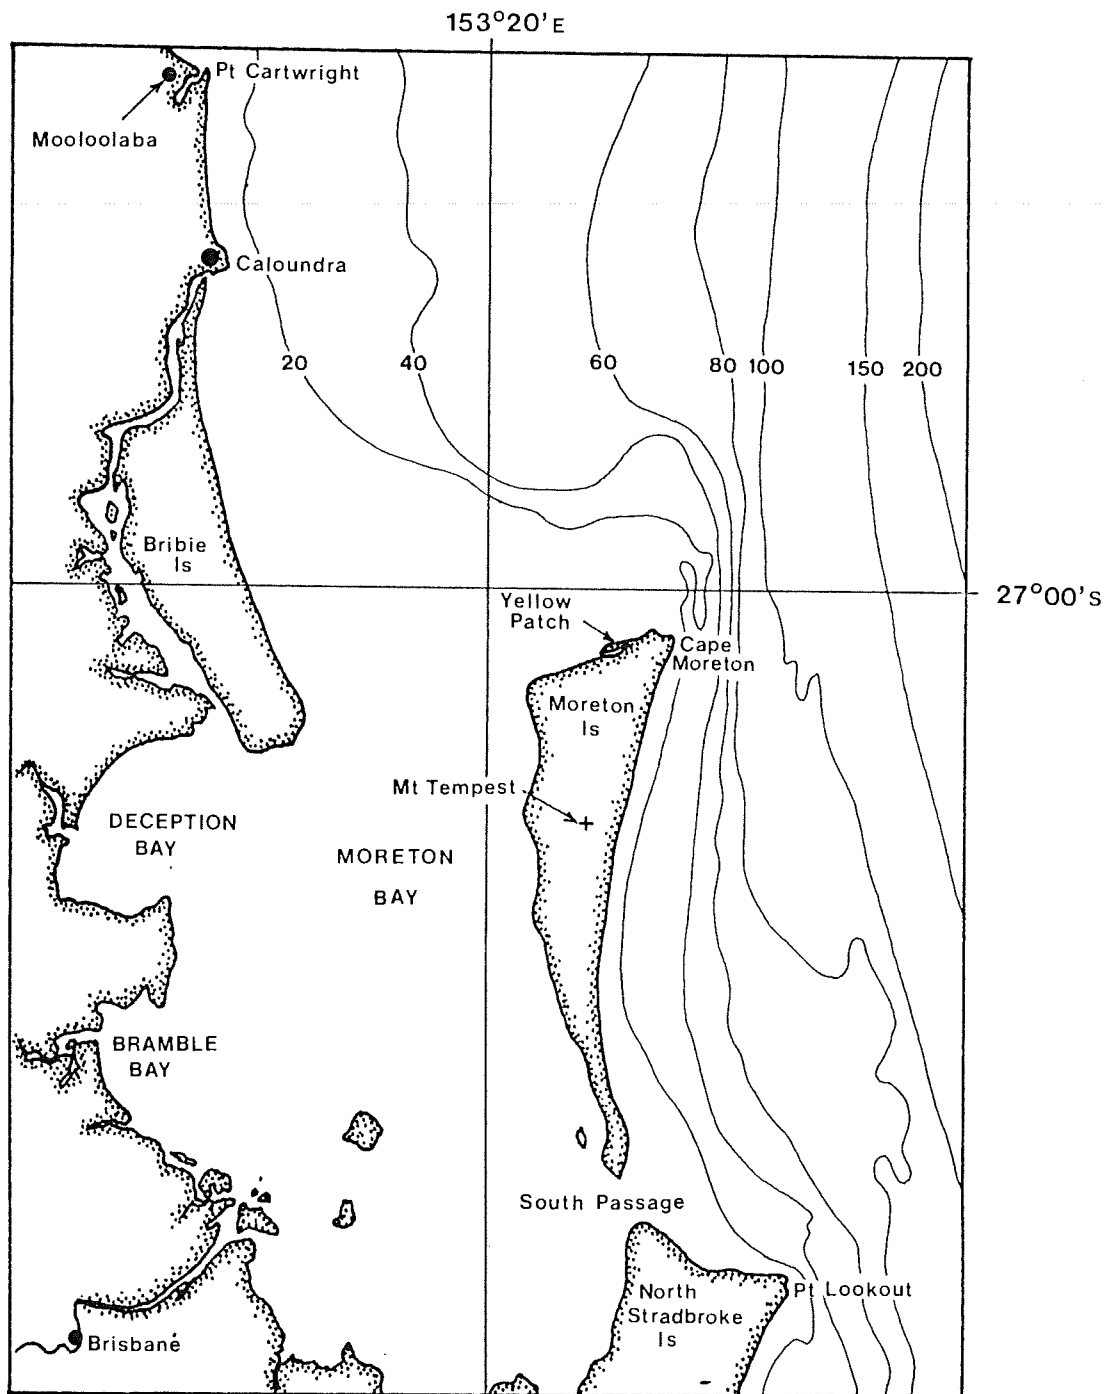 153°20'E
Pt Cartwright
Mooloolaba
Caloundra
20 40 60 80 100 150 200
Bribie
Is
27°00'S
Yellow
Patch
Cape
Moreton
Moreton
Is
Mt Tempest
DECEPTION
BAY
MORETON
BAY
BRAMBLE
BAY
South Passage
Pt Lookout
North
Stradbroke
Is
Brisbane